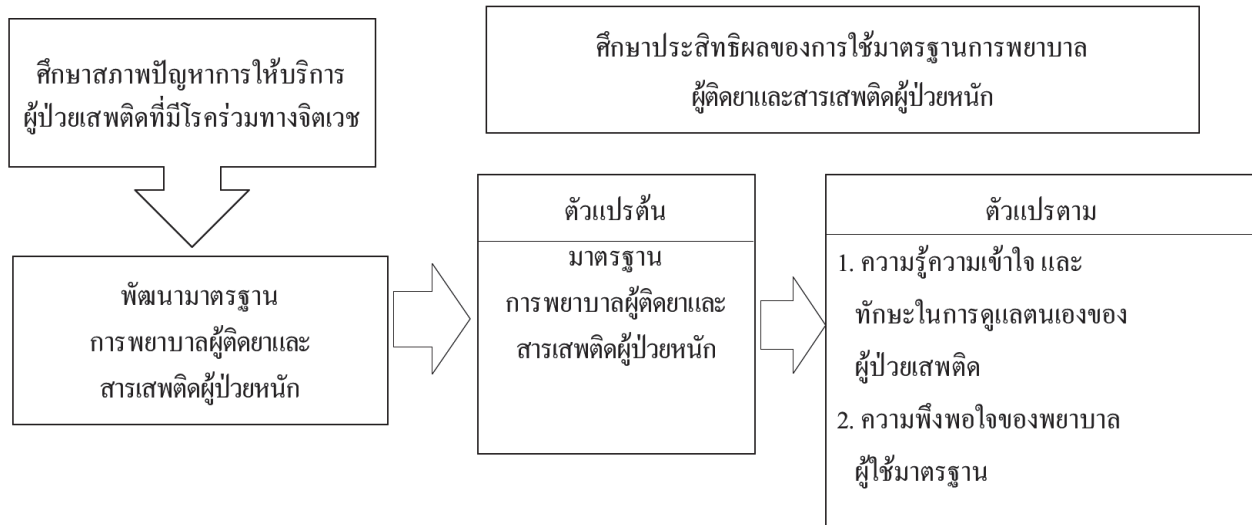 ศึกษาสภาพปัญหาการให้บริการ
ผู้ป่วยเสพติดที่มีโรคร่วมทางจิตเวช
ศึกษาประสิทธิผลของการใช้มาตรฐานการพยาบาล
ผู้ติดยาและสารเสพติดผู้ป่วยหนัก
พัฒนามาตรฐาน
การพยาบาลผู้ติดยาและ
สารเสพติดผู้ป่วยหนัก
ตัวแปรต้น
มาตรฐาน
การพยาบาลผู้ติดยาและ
สารเสพติดผู้ป่วยหนัก
ตัวแปรตาม
1. ความรู้ความเข้าใจ และ
ทักษะในการดูแลตนเองของ
ผู้ป่วยเสพติด
2. ความพึงพอใจของพยาบาล
ผู้ใช้มาตรฐาน